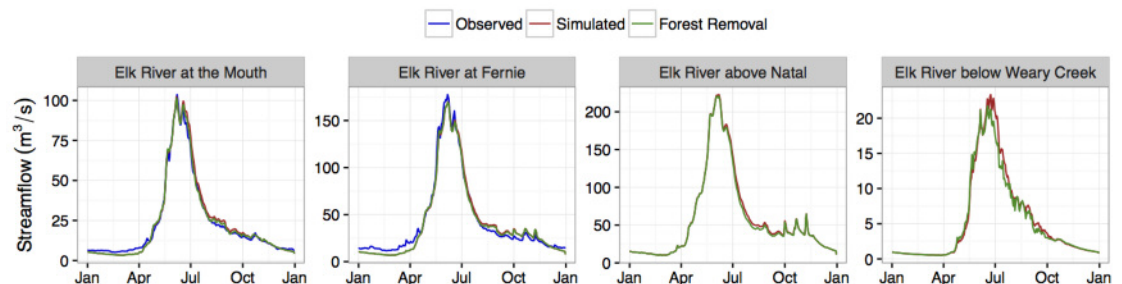 Observed Simulated Forest Removal
Elk River at the Mouth
Elk River at Fernie
Elk River above Natal
Elk River below Weary Creek
Streamflow (m³/s)
100
75
50
25
0
Jan Apr Jul Oct Jan
150
100
50
0
Jan Apr Jul Oct Jan
200
150
100
50
0
Jan Apr Jul Oct Jan
20
15
10
5
0
Jan Apr Jul Oct Jan